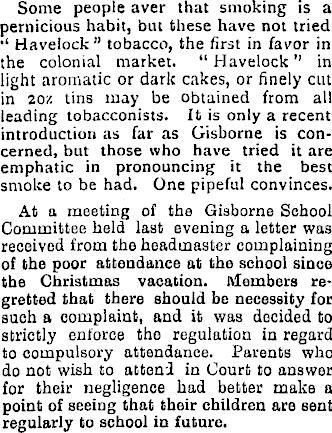 Some people aver that smoking is a
pernicious habit, but these have not tried
"Havelock" tobacco, the first in favor in
the colonial market. "Havelock" in
light aromatic or dark cakes, or finely cut
in 2oz tins may be obtained from all
leading tobacconists. It is only a recent
introduction as far as Gisborne is con-
cerned, but those who have tried it are
emphatic in pronouncing it the best
smoke to be had. One pipeful convinces.
At a meeting of the Gisborne School
Committee held last evening a letter was
received from the headmaster complaining
of the poor attendance at the school since
the Christmas vacation. Members re-
gretted that there should be necessity for
such a complaint, and it was decided to
strictly enforce the regulation in regard
to compulsory attendance. Parents who
do not wish to attend in Court to answer
for their negligence had better make a
point of seeing that their children are sent
regularly to school in future.